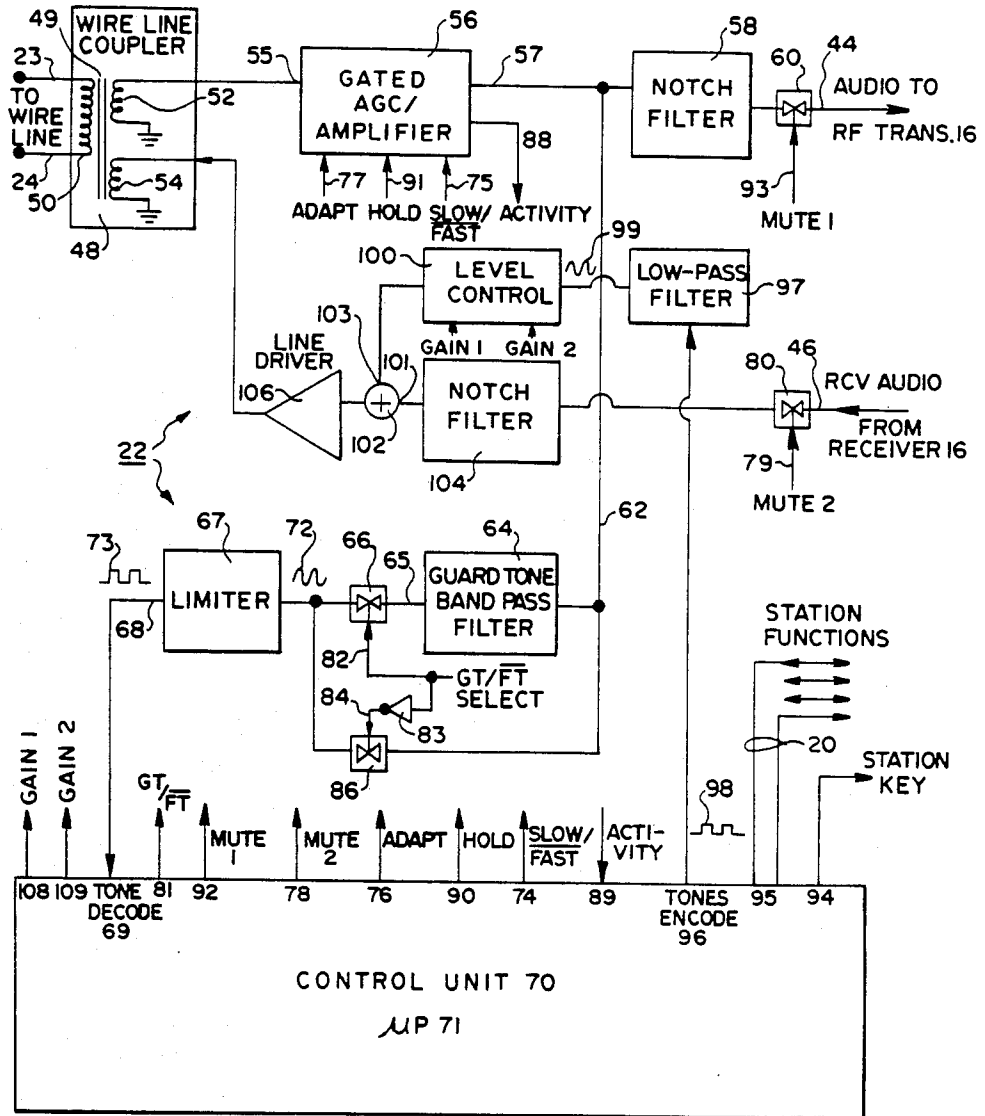 49
WIRE LINE
COUPLER
23
TO
WIRE
LINE
24
50
52
54
48
55
56
GATED
AGC/
AMPLIFIER
57
88
77
91
75
ADAPT HOLD SLOW/ ACTIVITY
FAST
58
NOTCH
FILTER
60
44
AUDIO TO
RF TRANS.16
93
MUTE 1
100
LEVEL
CONTROL
99
LOW-PASS
FILTER
97
103
GAIN 1 GAIN 2
LINE
DRIVER
106
101
+
102
NOTCH
FILTER
104
80
46
RCV AUDIO
FROM
RECEIVER 16
79
MUTE 2
22
62
73
67
LIMITER
68
72
66
65
64
GUARD TONE
BAND PASS
FILTER
82
GT/FT
SELECT
84
83
86
STATION
FUNCTIONS
20
STATION
KEY
98
GAIN 1
GAIN 2
GT/
FT
MUTE
1
MUTE
2
ADAPT
HOLD
SLOW/
FAST
ACTI-
VITY
108
109
TONE
DECODE
69
81
92
78
76
90
74
89
TONES
ENCODE
96
95
94
CONTROL UNIT 70
μP 71